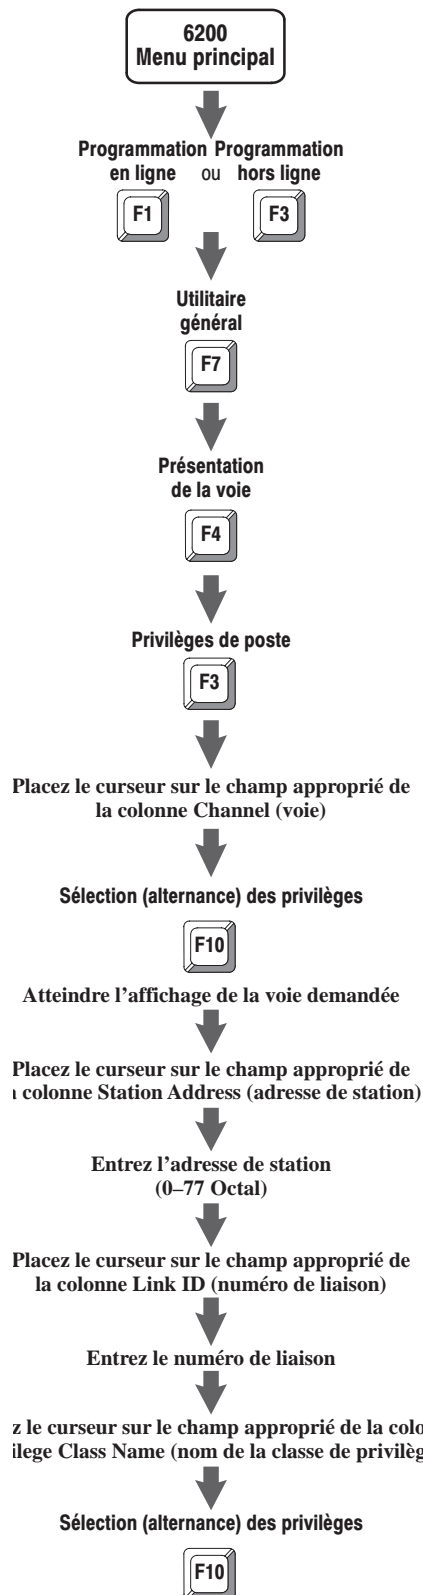 6200
Menu principal
Programmation Programmation
en ligne ou hors ligne
F1 F3
Utilitaire
général
F7
Présentation
de la voie
F4
Privilèges de poste
F3
Placez le curseur sur le champ approprié de
la colonne Channel (voie)
Sélection (alternance) des privilèges
F10
Atteindre l'affichage de la voie demandée
Placez le curseur sur le champ approprié de
colonne Station Address (adresse de station)
Entrez l'adresse de station
(0–77 Octal)
Placez le curseur sur le champ approprié de
la colonne Link ID (numéro de liaison)
Entrez le numéro de liaison
z le curseur sur le champ approprié de la colo
ilege Class Name (nom de la classe de privilèg
Sélection (alternance) des privilèges
F10